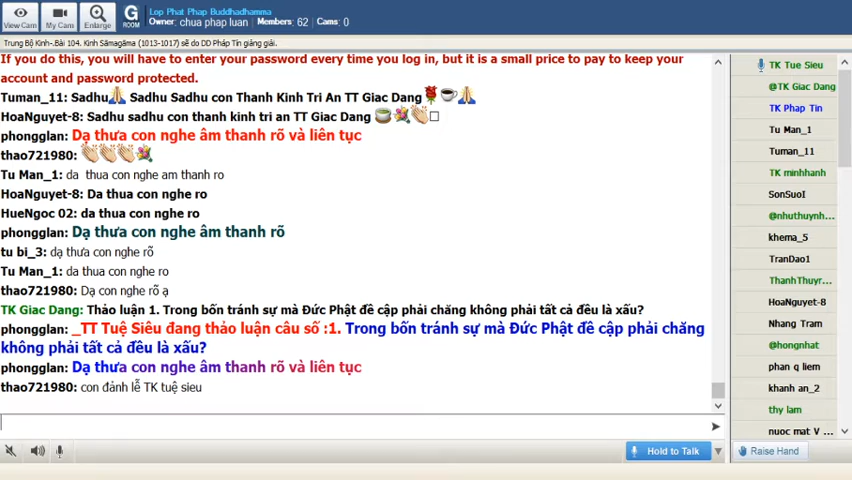 View Cam
My Cams
Enlarge
G
ROOM
Lop Phat Phap Buddhadhamma
Owner: chua phap luan Members: 62 Cams: 0
Trung Bộ Kinh-.Bài 104. Kinh Sāmagāma (1013-1017) sẽ do DD Pháp Tín giảng giải.
If you do this, you will have to enter your password every time you log in, but it is a small price to pay to keep your
account and password protected.
Tuman_11: Sadhu Sadhu Sadhu con Thanh Kinh Tri An TT Giac Dang
HoaNguyet-8: Sadhu sadhu con thanh kinh tri an TT Giac Dang
phongglan: Dạ thưa con nghe âm thanh rõ và liên tục
thao721980:
Tu Man_1: da thua con nghe am thanh ro
HoaNguyet-8: Da thua con nghe ro
HueNgoc 02: da thua con nghe ro
phongglan: Dạ thưa con nghe âm thanh rõ
tu bi_3: dạ thưa con nghe rõ
Tu Man_1: da thua con nghe ro
thao721980: Dạ con nghe rõ ạ
TK Giac Dang: Thảo luận 1. Trong bốn tránh sự mà Đức Phật đề cập phải chăng không phải tất cả đều là xấu?
phongglan: _TT Tuệ Siêu đang thảo luận câu số :1. Trong bốn tránh sự mà Đức Phật đề cập phải chăng
không phải tất cả đều là xấu?
phongglan: Dạ thưa con nghe âm thanh rõ và liên tục
thao721980: con đảnh lễ TK tuệ sieu
Hold to Talk
TK Tue Sieu
@TK Giac Dang
TK Phap Tin
Tu Man_1
Tuman_11
TK minhhanh
SonSuoI
@nhuthuynh...
khema_5
TranDao1
ThanhThuyr...
HoaNguyet-8
Nhang Tram
@hongnhat
phan q liem
khanh an_2
thy lam
nuoc mat V ...
Raise Hand